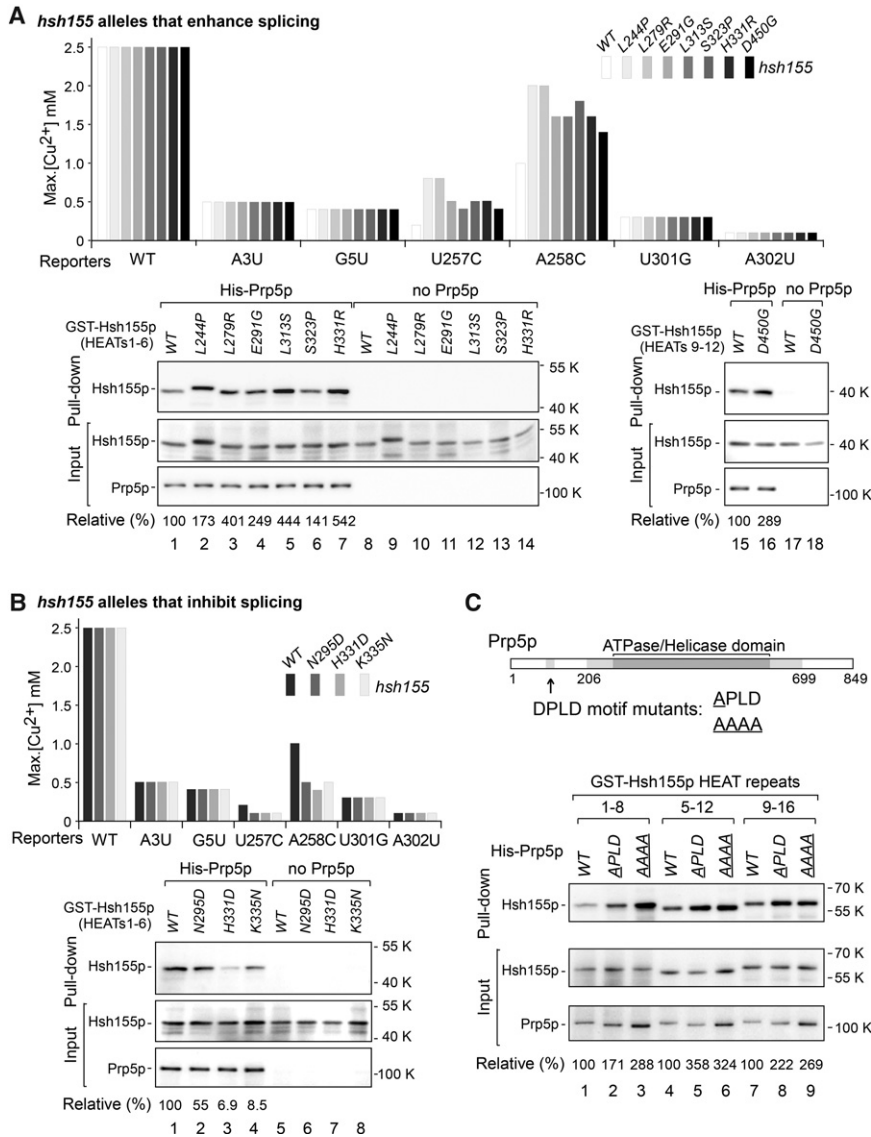 A hsh155 alleles that enhance splicing
WT L244P L279R E291G L313S S323P H331R D450G
hsh155
Max.[Cu2+] mM
2.5
2.0
1.5
1.0
0.5
0
Reporters WT A3U G5U U257C A258C U301G A302U
His-Prp5p no Prp5p
GST-Hsh155p (HEATs1-6)
WT L244P L279R E291G L313S S323P H331R WT L244P L279R E291G L313S S323P H331R
Pull-down
Hsh155p
55 K
40 K
Input
Hsh155p
55 K
40 K
Prp5p
100 K
Relative (%) 100 173 401 249 444 141 542
1 2 3 4 5 6 7 8 9 10 11 12 13 14
His-Prp5p no Prp5p
GST-Hsh155p (HEATs 9-12)
WT D450G WT D450G
Pull-down
Hsh155p
40 K
Input
Hsh155p
40 K
Prp5p
100 K
Relative (%) 100 289
15 16 17 18
B hsh155 alleles that inhibit splicing
WT N295D H331D K335N
hsh155
Max.[Cu2+] mM
2.5
2.0
1.5
1.0
0.5
0
Reporters WT A3U G5U U257C A258C U301G A302U
His-Prp5p no Prp5p
GST-Hsh155p (HEATs1-6)
WT N295D H331D K335N WT N295D H331D K335N
Pull-down
Hsh155p
55 K
40 K
Input
Hsh155p
55 K
40 K
Prp5p
100 K
Relative (%) 100 55 6.9 8.5
1 2 3 4 5 6 7 8
C
Prp5p
ATPase/Helicase domain
1 206 699 849
DPLD motif mutants: APLD
AAAA
GST-Hsh155p HEAT repeats
1-8 5-12 9-16
His-Prp5p
WT APLD AAAA WT APLD AAAA WT APLD AAAA
Pull-down
Hsh155p
70 K
55 K
Input
Hsh155p
70 K
55 K
Prp5p
100 K
Relative (%) 100 171 288 100 358 324 100 222 269
1 2 3 4 5 6 7 8 9